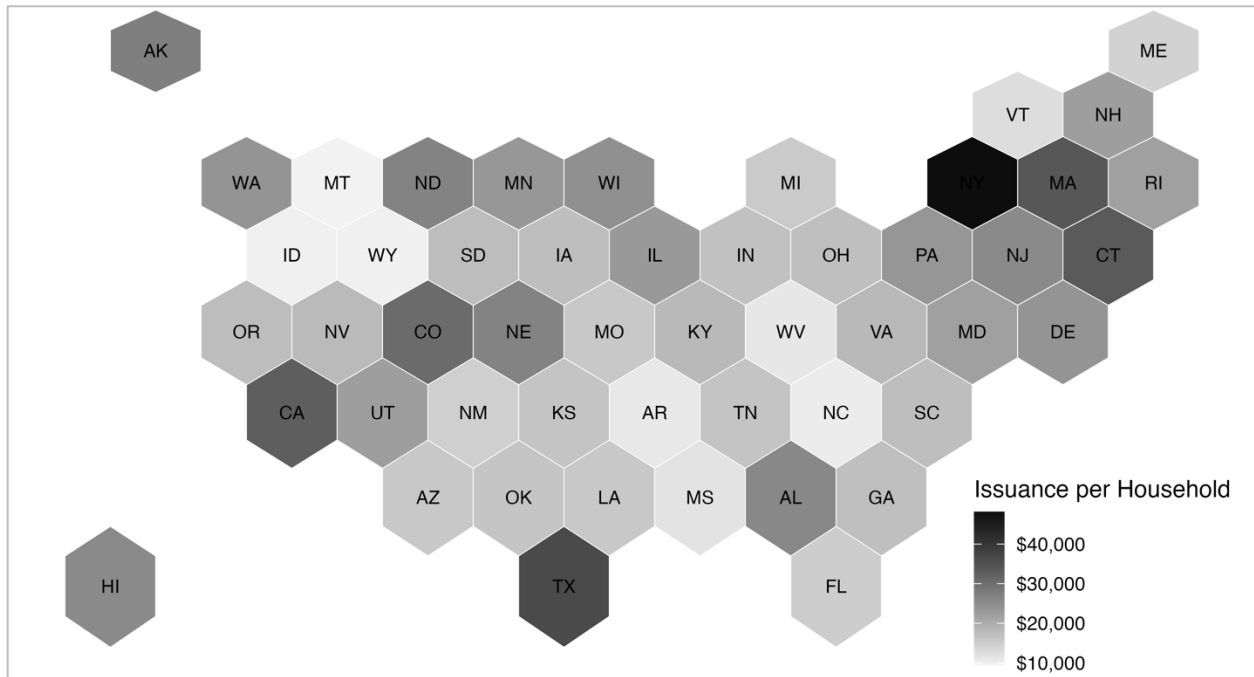 AK
ME
VT NH
WA MT ND MN WI MI NY MA RI
ID WY SD IA IL IN OH PA NJ CT
OR NV CO NE MO KY WV VA MD DE
CA UT NM KS AR TN NC SC
AZ OK LA MS AL GA
HI TX FL
Issuance per Household
$40,000
$30,000
$20,000
$10,000